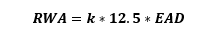 RWA = k * 12.5 * EAD